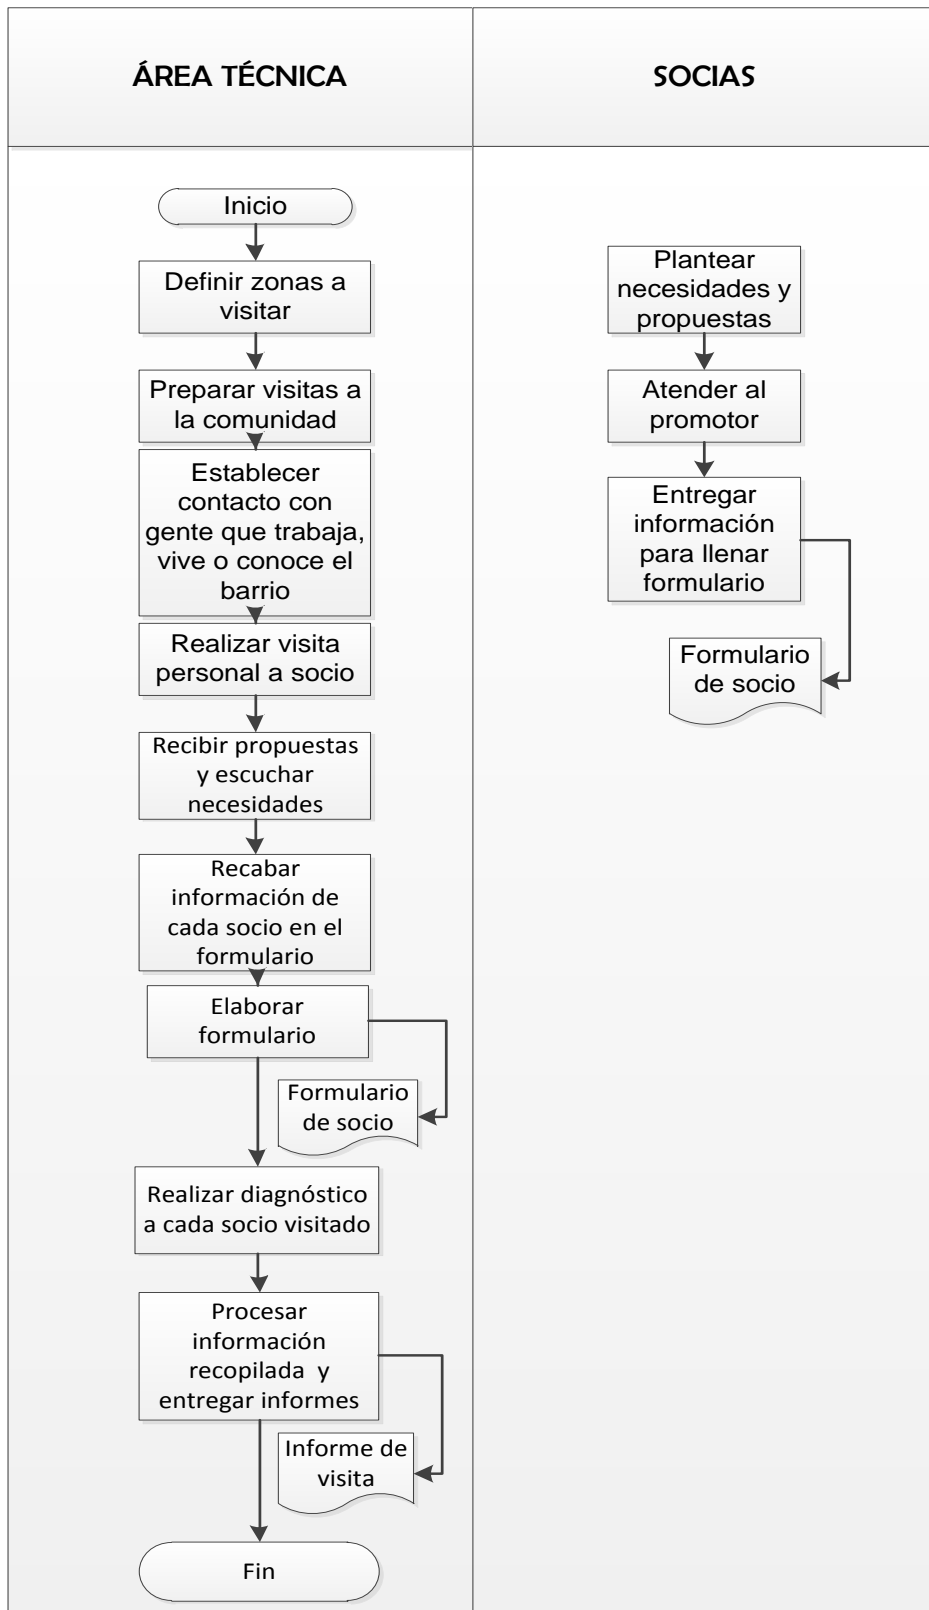 ÁREA TÉCNICA
SOCIAS
Inicio
Definir zonas a
visitar
Preparar visitas a
la comunidad
Establecer
contacto con
gente que trabaja,
vive o conoce el
barrio
Realizar visita
personal a socio
Recibir propuestas
y escuchar
necesidades
Recabar
información de
cada socio en el
formulario
Elaborar
formulario
Formulario
de socio
Realizar diagnóstico
a cada socio visitado
Procesar
información
recopilada y
entregar informes
Informe de
visita
Fin
Plantear
necesidades y
propuestas
Atender al
promotor
Entregar
información
para llenar
formulario
Formulario
de socio